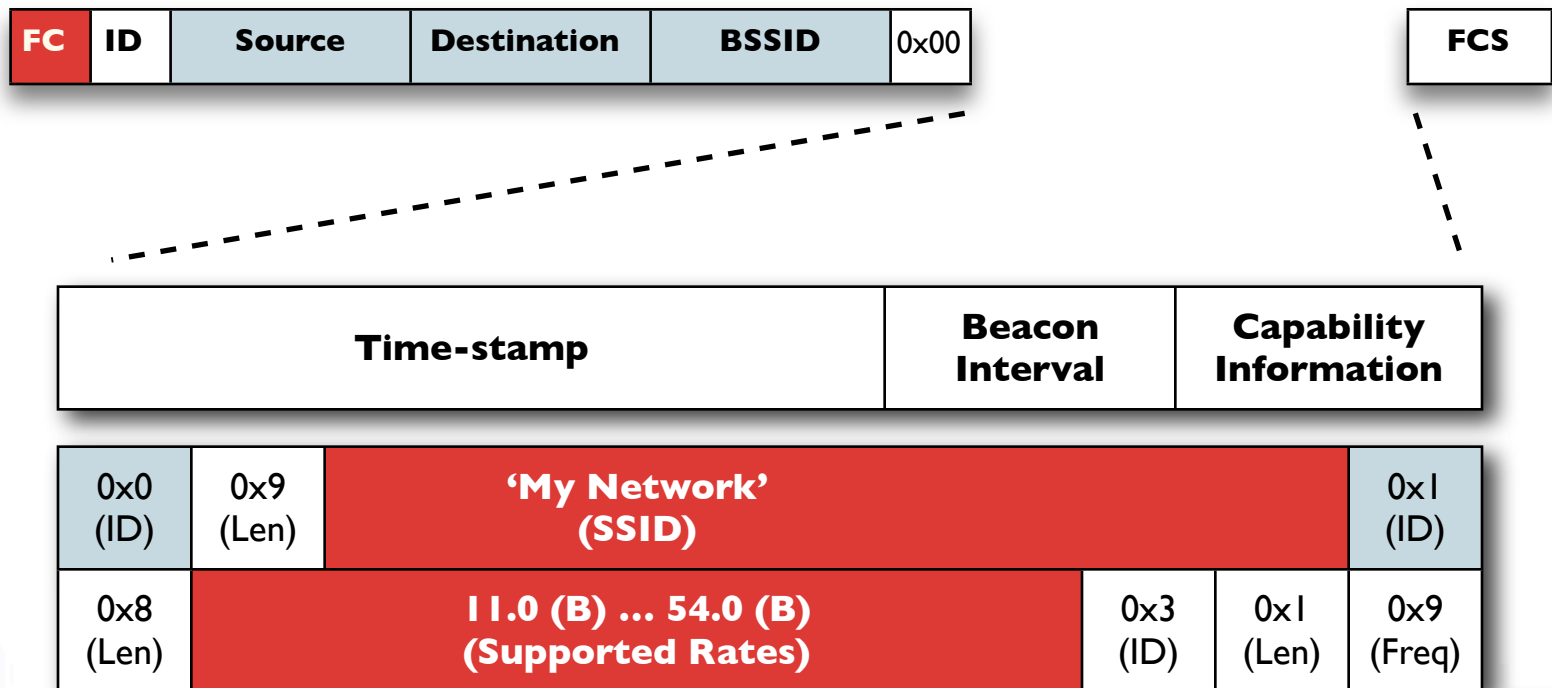 FC ID Source Destination BSSID 0x00 FCS
Time-stamp Beacon Interval Capability Information
0x0 (ID) 0x9 (Len) ‘My Network’ (SSID) 0x1 (ID)
0x8 (Len) 11.0 (B) ... 54.0 (B) (Supported Rates) 0x3 (ID) 0x1 (Len) 0x9 (Freq)